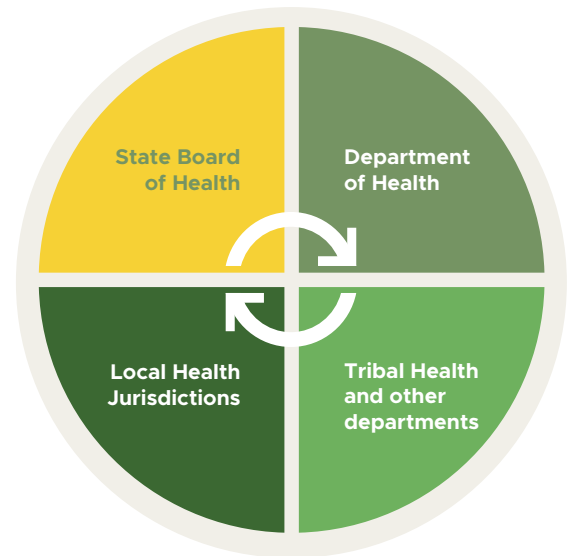 State Board
of Health
Department
of Health
Local Health
Jurisdictions
Tribal Health
and other
departments